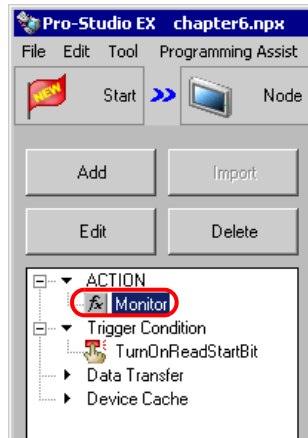 Pro-Studio EX chapter6.npx
File Edit Tool Programming Assist
NEW Start Node
Add Import
Edit Delete
ACTION
fx Monitor
Trigger Condition
TurnOnReadStartBit
Data Transfer
Device Cache